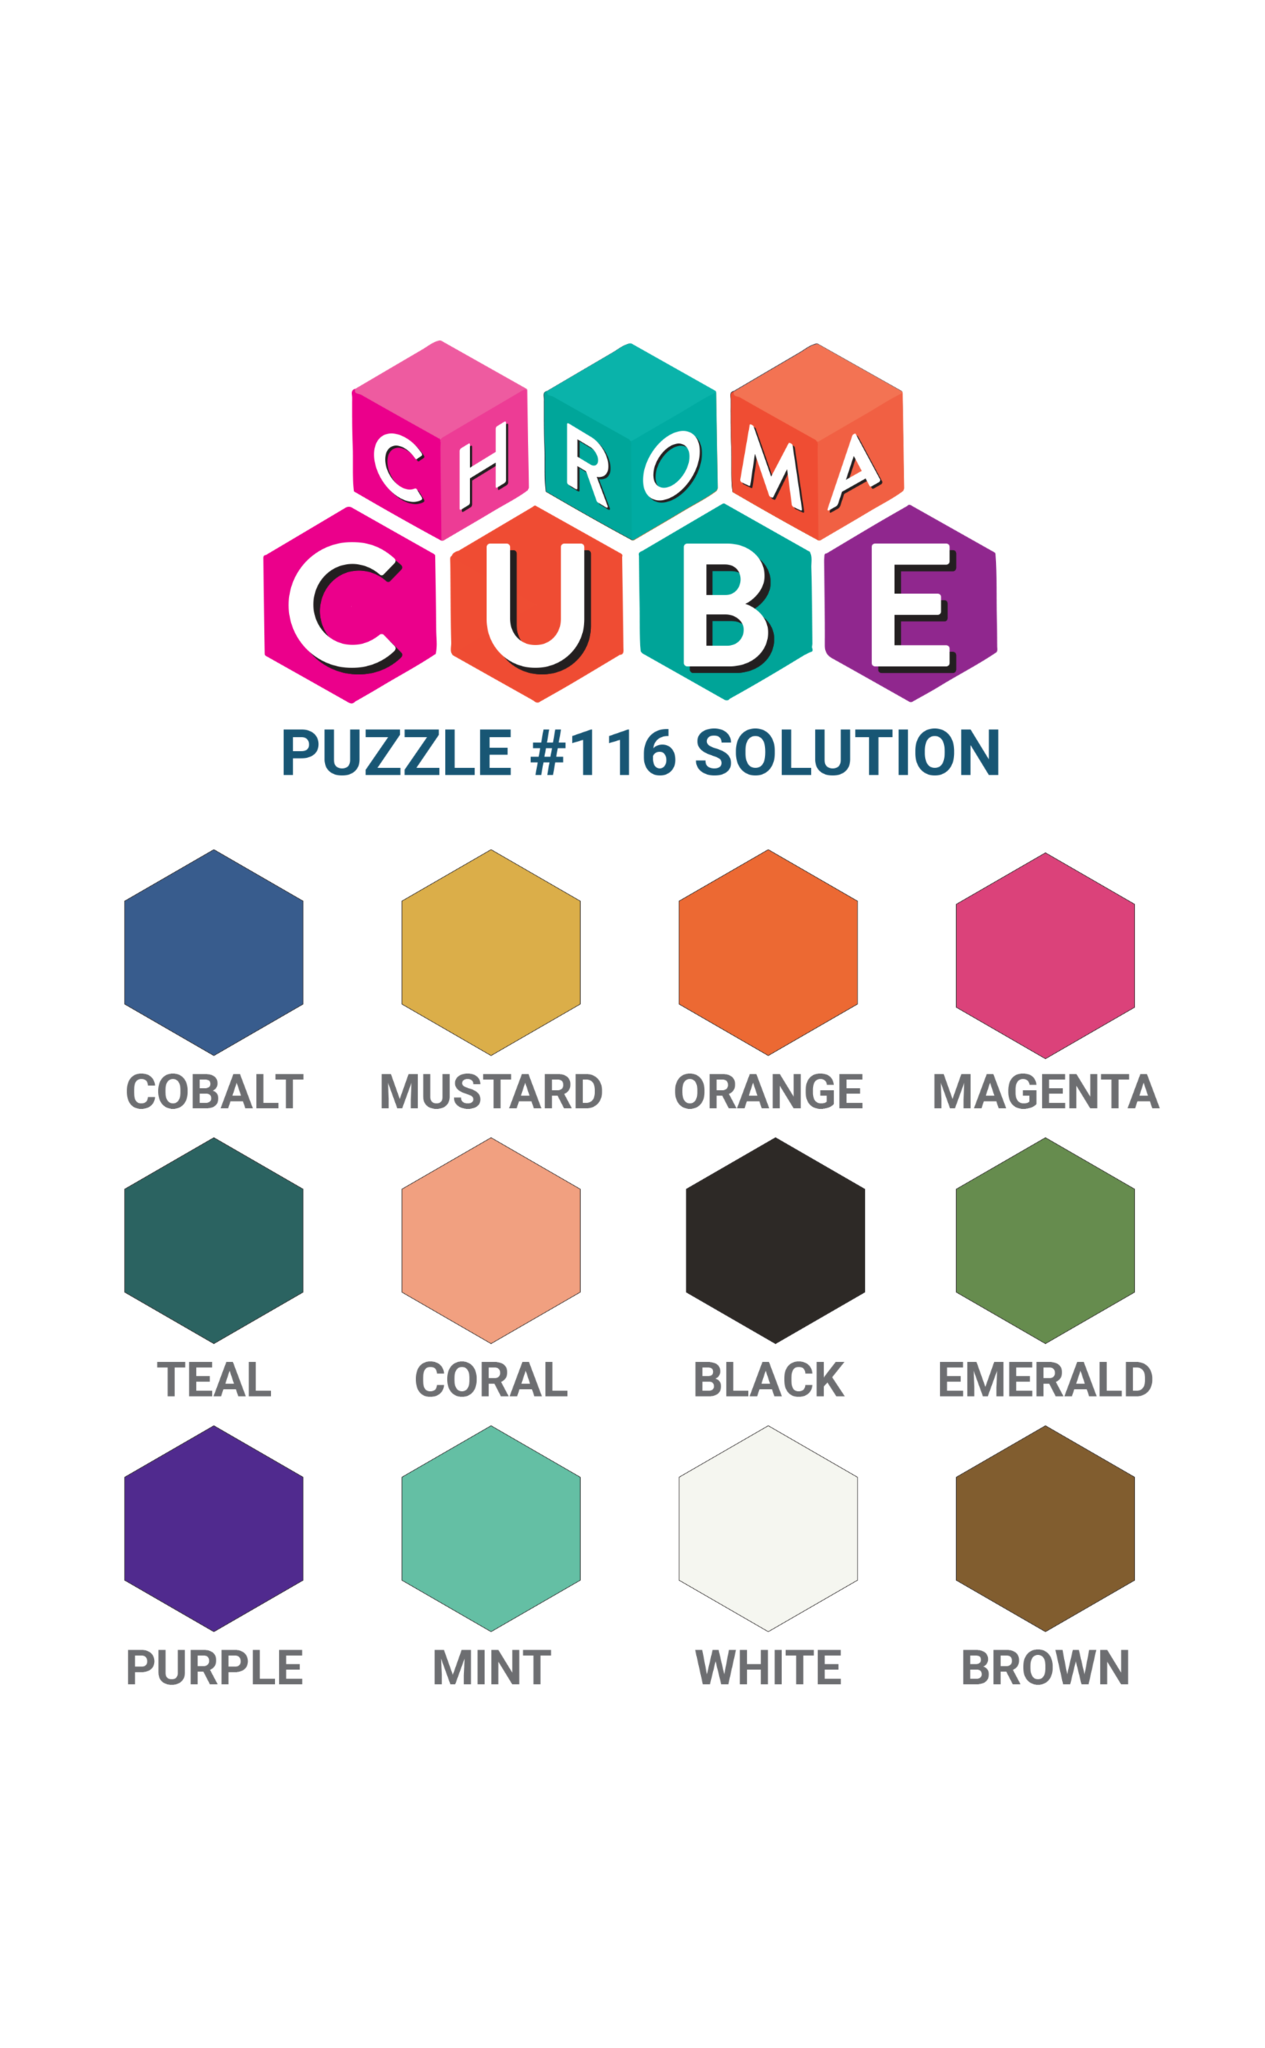 CHROMA
CUBE
PUZZLE #116 SOLUTION
COBALT MUSTARD ORANGE MAGENTA
TEAL CORAL BLACK EMERALD
PURPLE MINT WHITE BROWN